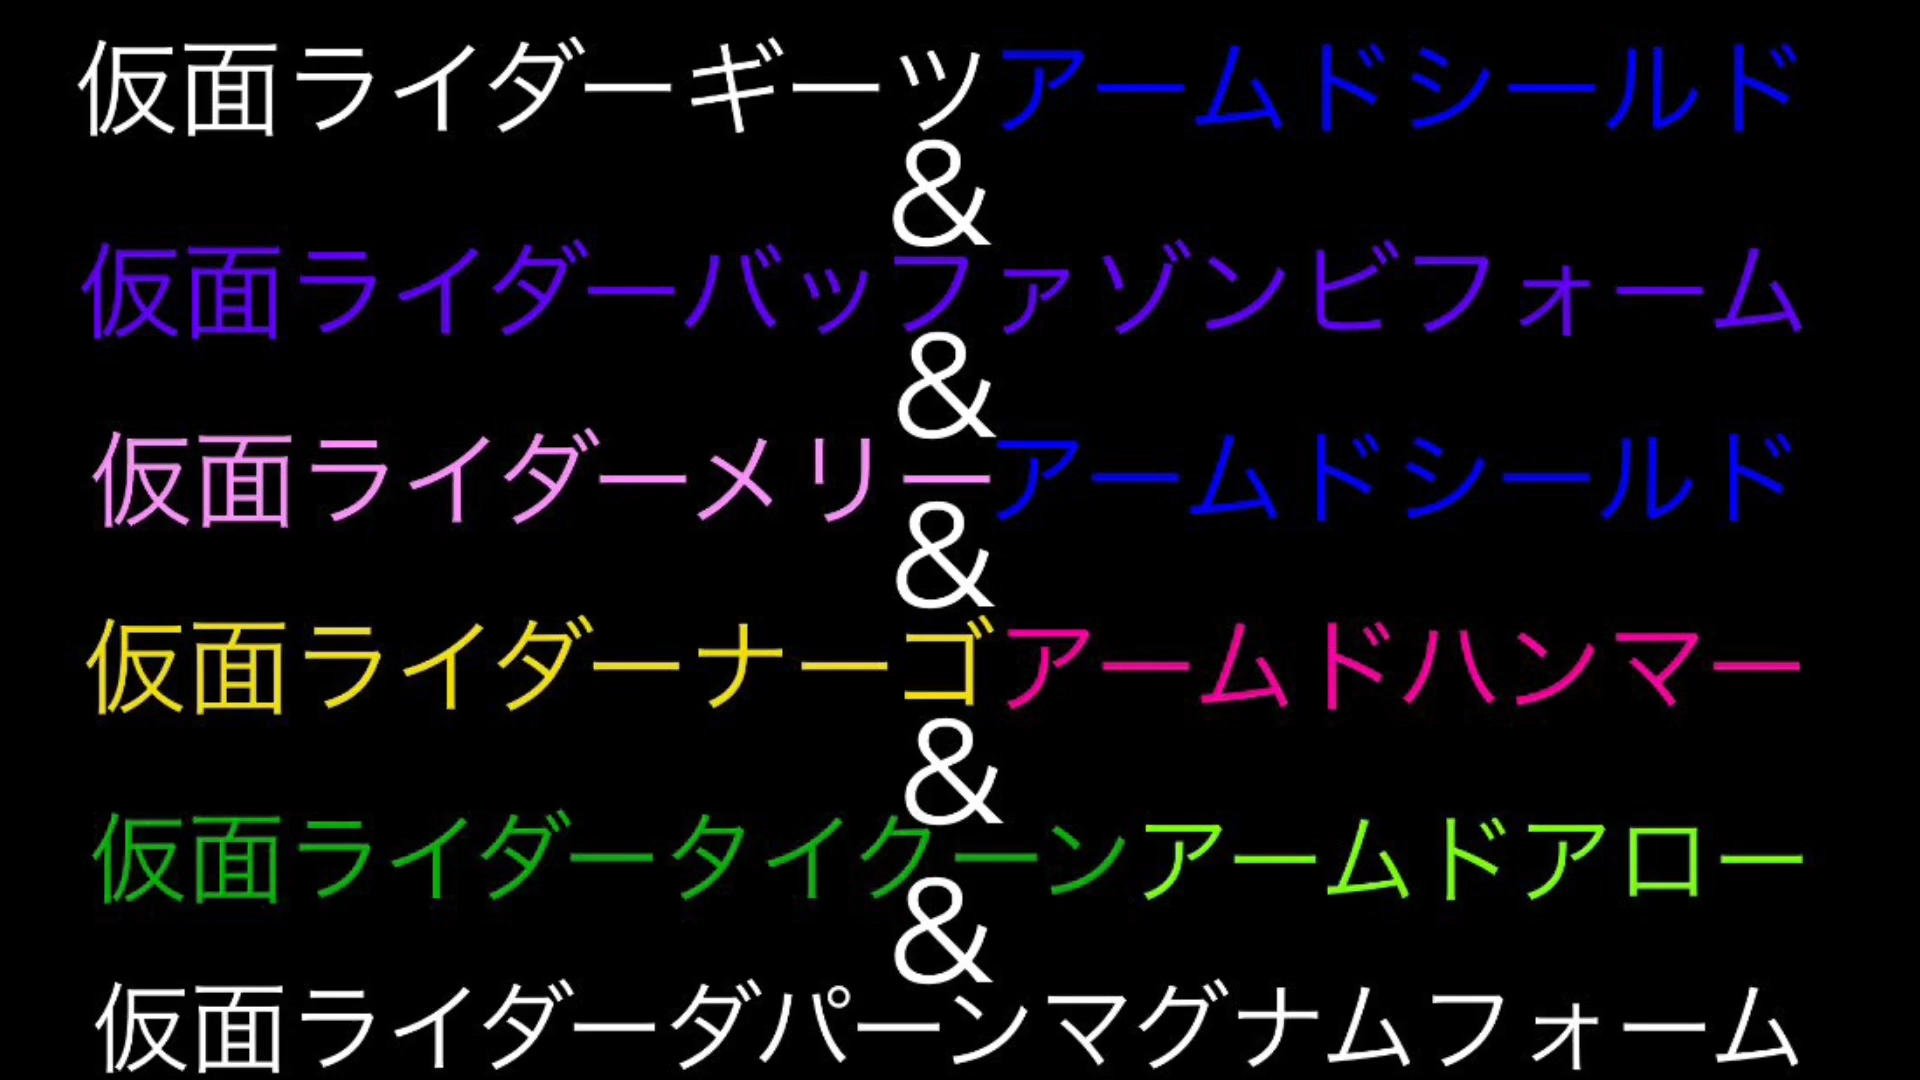 仮面ライダーギーツアームドシールド
&
仮面ライダーバッファゾンビフォーム
&
仮面ライダーメリーアームドシールド
&
仮面ライダーナーゴアームドハンマー
&
仮面ライダータイクーンアームドアロー
&
仮面ライダーダパーンマグナムフォーム